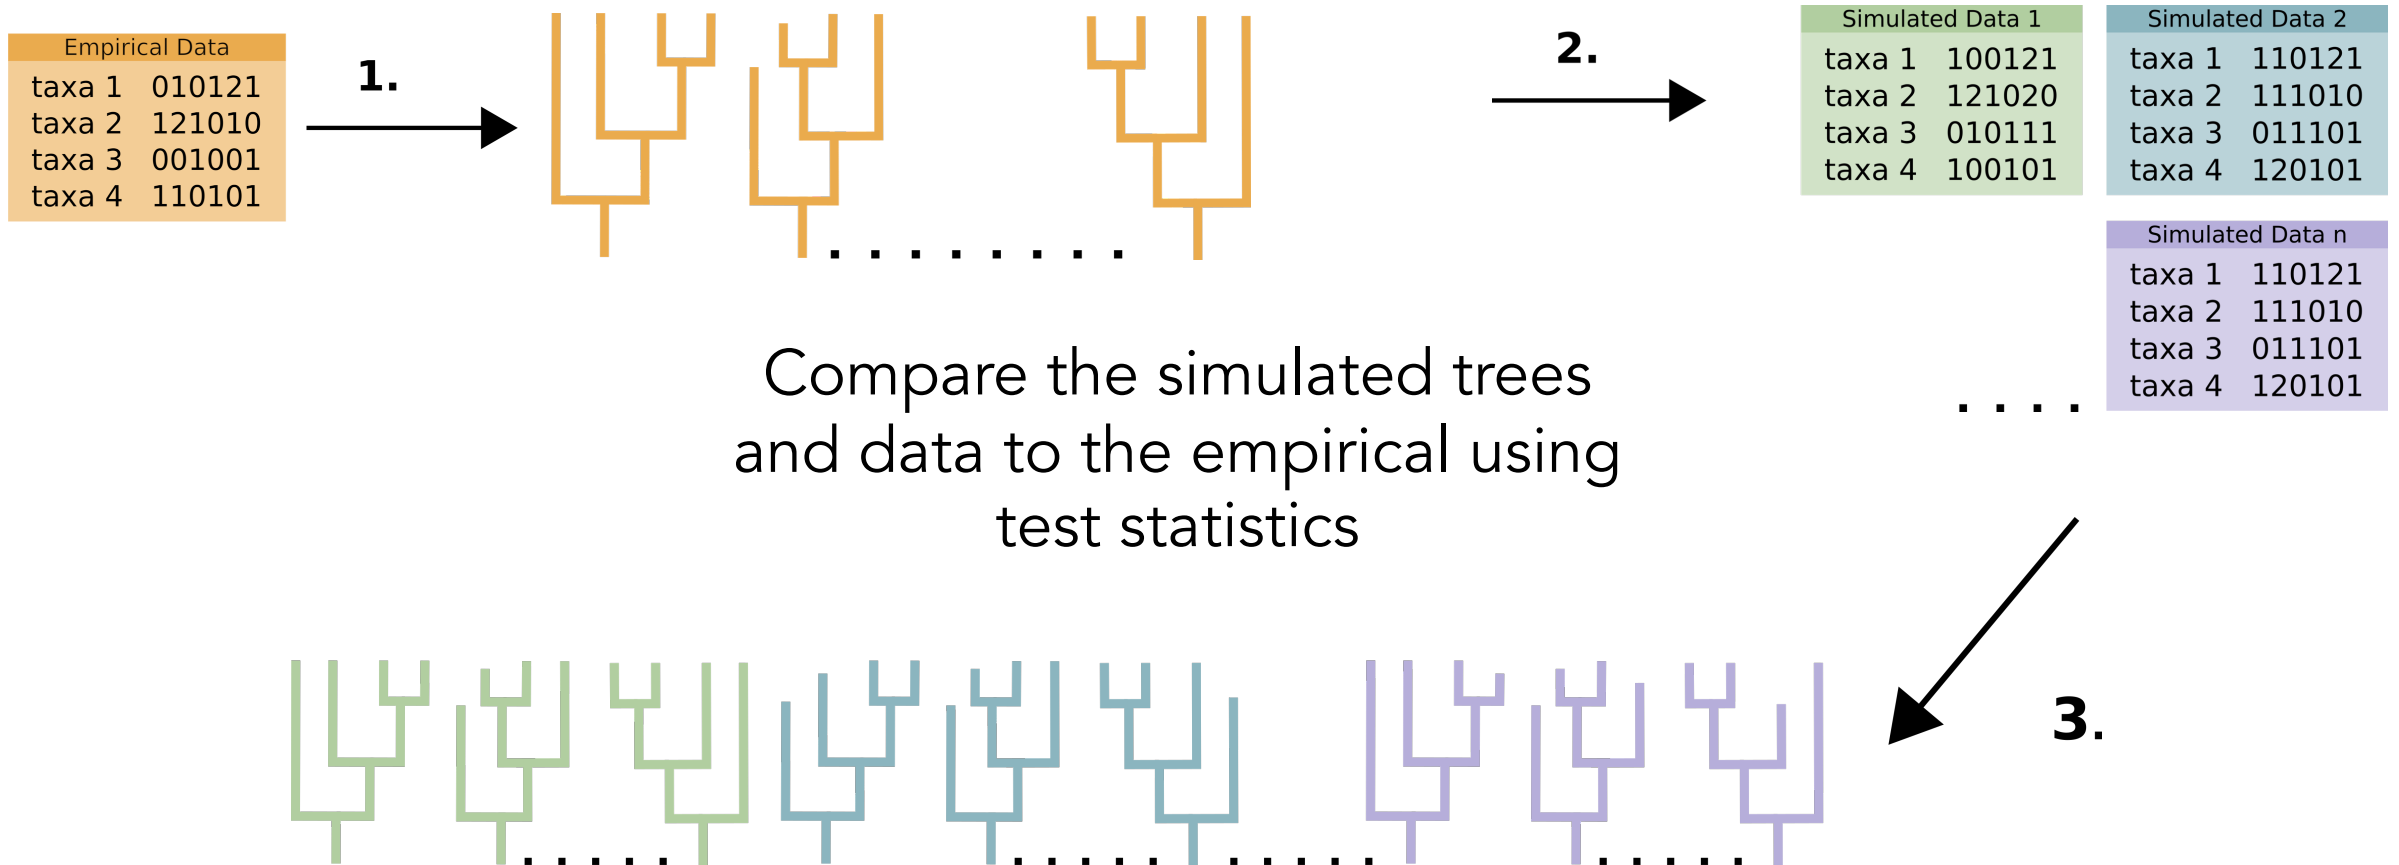 Empirical Data
taxa 1 010121
taxa 2 121010
taxa 3 001001
taxa 4 110101
1.
2.
Simulated Data 1
taxa 1 100121
taxa 2 121020
taxa 3 010111
taxa 4 100101
Simulated Data 2
taxa 1 110121
taxa 2 111010
taxa 3 011101
taxa 4 120101
Simulated Data n
taxa 1 110121
taxa 2 111010
taxa 3 011101
taxa 4 120101
Compare the simulated trees
and data to the empirical using
test statistics
3.